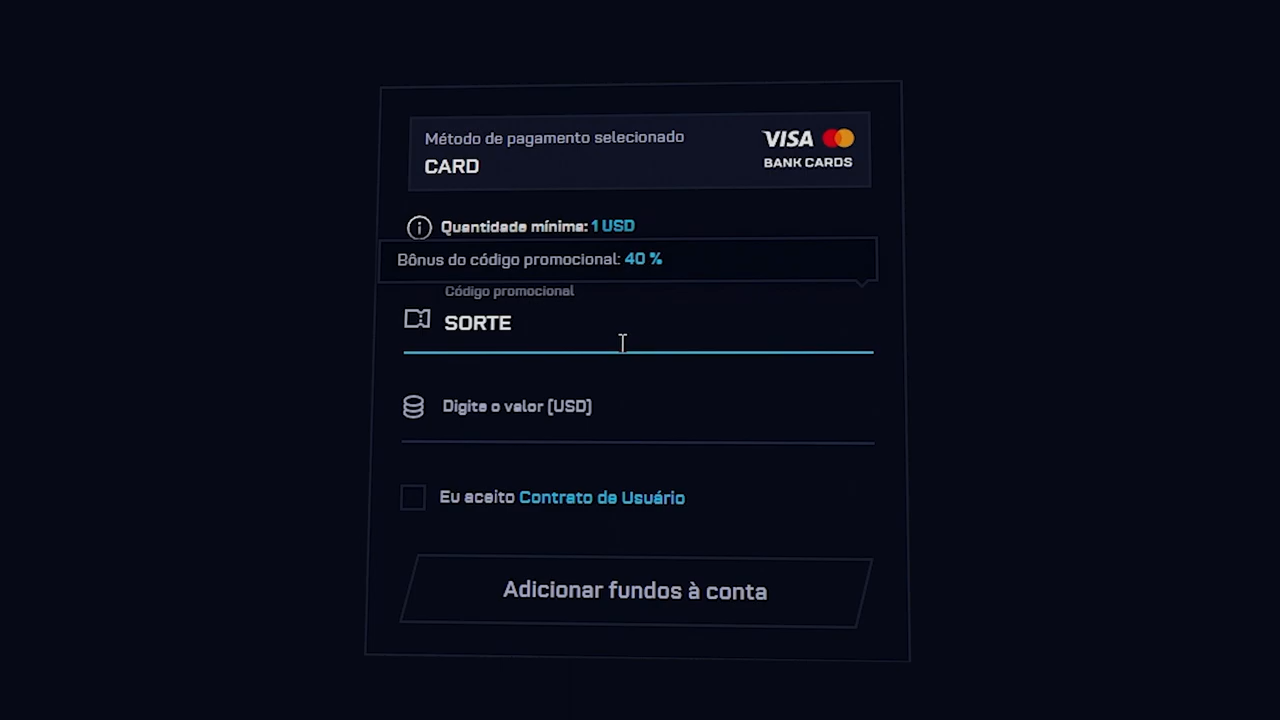 Método de pagamento selecionado
CARD
VISA
BANK CARDS
Quantidade mínima: 1 USD
Bônus do código promocional: 40 %
Código promocional
SORTE
Digite o valor (USD)
Eu aceito Contrato de Usuário
Adicionar fundos à conta